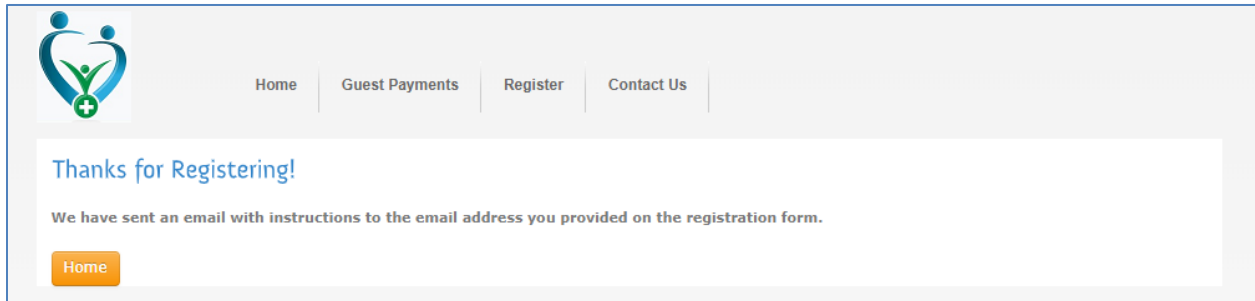 Home Guest Payments Register Contact Us
Thanks for Registering!
We have sent an email with instructions to the email address you provided on the registration form.
Home